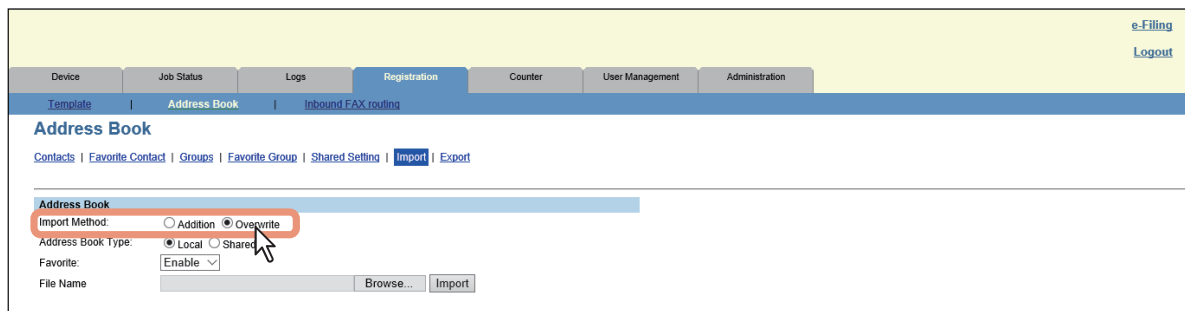 e-Filing
Logout
Device Job Status Logs Registration Counter User Management Administration
Template | Address Book | Inbound FAX routing
Address Book
Contacts | Favorite Contact | Groups | Favorite Group | Shared Setting | Import | Export
Address Book
Import Method: Addition Overwrite
Address Book Type: Local Shared
Favorite: Enable
File Name Browse... Import